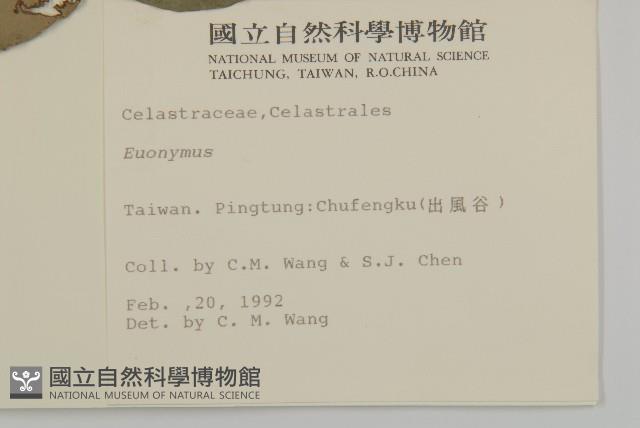 國立自然科學博物館
NATIONAL MUSEUM OF NATURAL SCIENCE
TAICHUNG, TAIWAN, R.O.CHINA
Celastraceae,Celastrales
Euonymus
Taiwan. Pingtung:Chufengku(出風谷)
Coll. by C.M. Wang & S.J. Chen
Feb. ,20, 1992
Det. by C. M. Wang
國立自然科學博物館
NATIONAL MUSEUM OF NATURAL SCIENCE